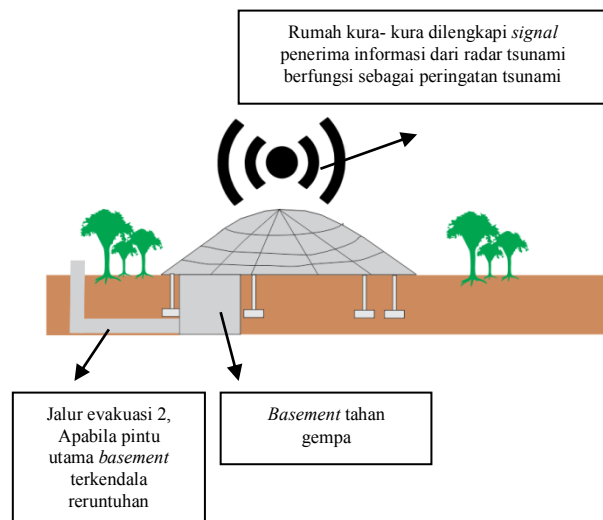 Rumah kura- kura dilengkapi signal
penerima informasi dari radar tsunami
berfungsi sebagai peringatan tsunami
Jalur evakuasi 2,
Apabila pintu
utama basement
terkendala
reruntuhan
Basement tahan
gempa